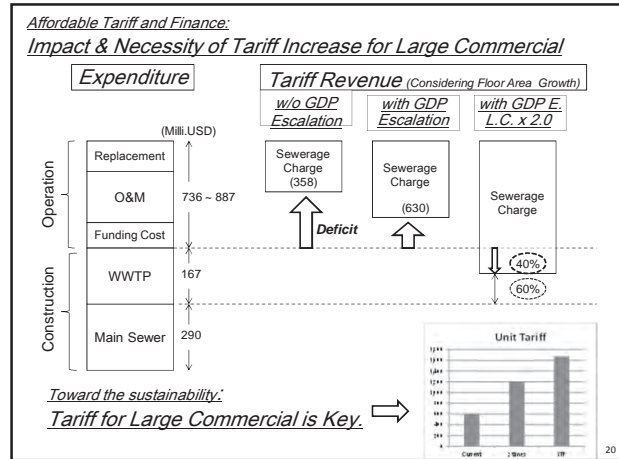 Affordable Tariff and Finance:
Impact & Necessity of Tariff Increase for Large Commercial
Expenditure
Tariff Revenue (Considering Floor Area Growth)
w/o GDP
Escalation
with GDP
Escalation
with GDP E.
L.C. x 2.0
(Milli.USD)
Operation
Replacement
O&M
Funding Cost
736 ~ 887
Sewerage
Charge
(358)
Deficit
Sewerage
Charge
(630)
Sewerage
Charge
Construction
WWTP
167
40%
60%
Main Sewer
290
Toward the sustainability:
Tariff for Large Commercial is Key.
Unit Tariff
Current
2 times
20